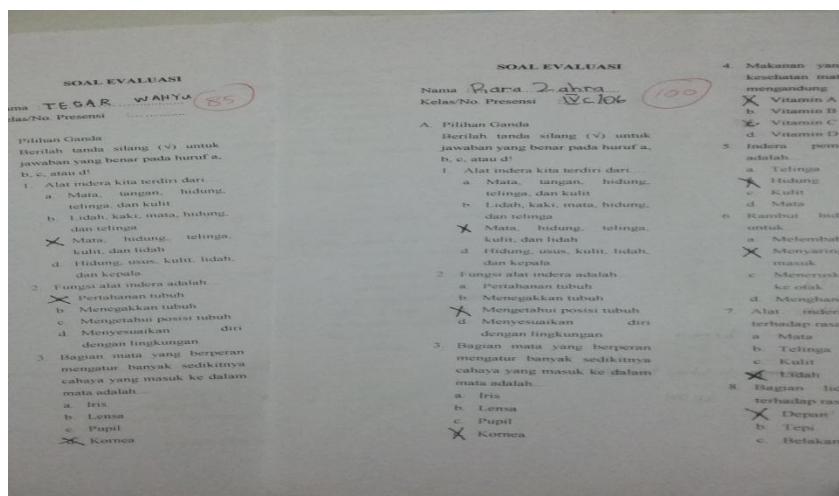 SOAL EVALUASI
TEGAR WAHYU
85
Presensi
Pilihan Ganda
Berilah tanda silang (√) untuk
jawaban yang benar pada huruf a,
b, c, atau d!
1. Alat indera kita terdiri dari....
a. Mata, tangan, hidung,
telinga, dan kulit
b. Lidah, kaki, mata, hidung,
dan telinga
Mata, hidung, telinga,
kulit, dan lidah
d. Hidung, usus, kulit, lidah,
dan kepala
2. Fungsi alat indera adalah....
Pertahanan tubuh
b. Menegakkan tubuh
c. Mengetahui posisi tubuh
d. Menyesuaikan diri
dengan lingkungan
3. Bagian mata yang berperan
mengatur banyak sedikitnya
cahaya yang masuk ke dalam
mata adalah....
a. Iris
b. Lensa
c. Pupil
Kornea
SOAL EVALUASI
Nama : Zahra
Kelas/No. Presensi : IVc/06
100
A. Pilihan Ganda
Berilah tanda silang (√) untuk
jawaban yang benar pada huruf a,
b, c, atau d!
1. Alat indera kita terdiri dari....
a. Mata, tangan, hidung,
telinga, dan kulit
b. Lidah, kaki, mata, hidung,
dan telinga
Mata, hidung, telinga,
kulit, dan lidah
d. Hidung, usus, kulit, lidah,
dan kepala
2. Fungsi alat indera adalah....
a. Pertahanan tubuh
b. Menegakkan tubuh
Mengetahui posisi tubuh
d. Menyesuaikan diri
dengan lingkungan
3. Bagian mata yang berperan
mengatur banyak sedikitnya
cahaya yang masuk ke dalam
mata adalah....
a. Iris
b. Lensa
c. Pupil
Kornea
4. Makanan
kesehatan
mengandung
Vitamin A
b. Vitamin B
Vitamin C
d. Vitamin D
5. Indera
adalah....
a. Telinga
Hidung
c. Kulit
d. Mata
6. Rambut
untuk
a.
masuk
c.
ke otak
d.
7. Alat
terhadap
a. Mata
b. Telinga
c. Kulit
Lidah
8. Bagian
terhadap
Depan
b. Tepi
c.